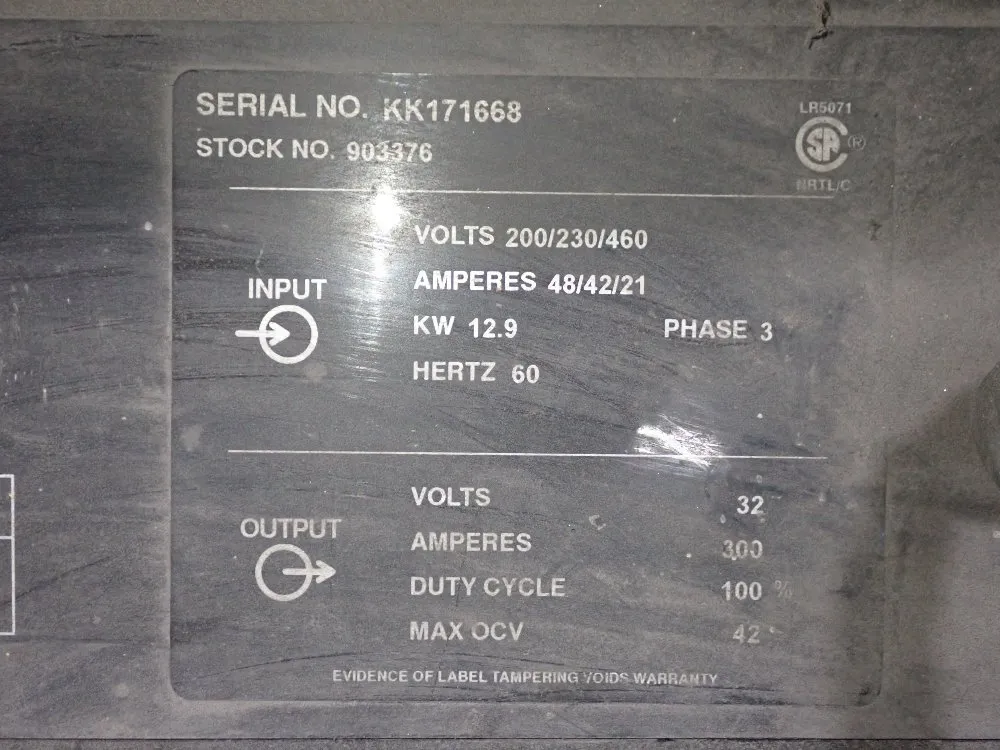 SERIAL NO. KK171668
LR5071
SA ®
STOCK NO. 903376
NRTL/C
VOLTS 200/230/460
INPUT
AMPERES 48/42/21
KW 12.9 PHASE 3
HERTZ 60
VOLTS 32
OUTPUT
AMPERES 300
DUTY CYCLE 100 %
MAX OCV 42
EVIDENCE OF LABEL TAMPERING VOIDS WARRANTY